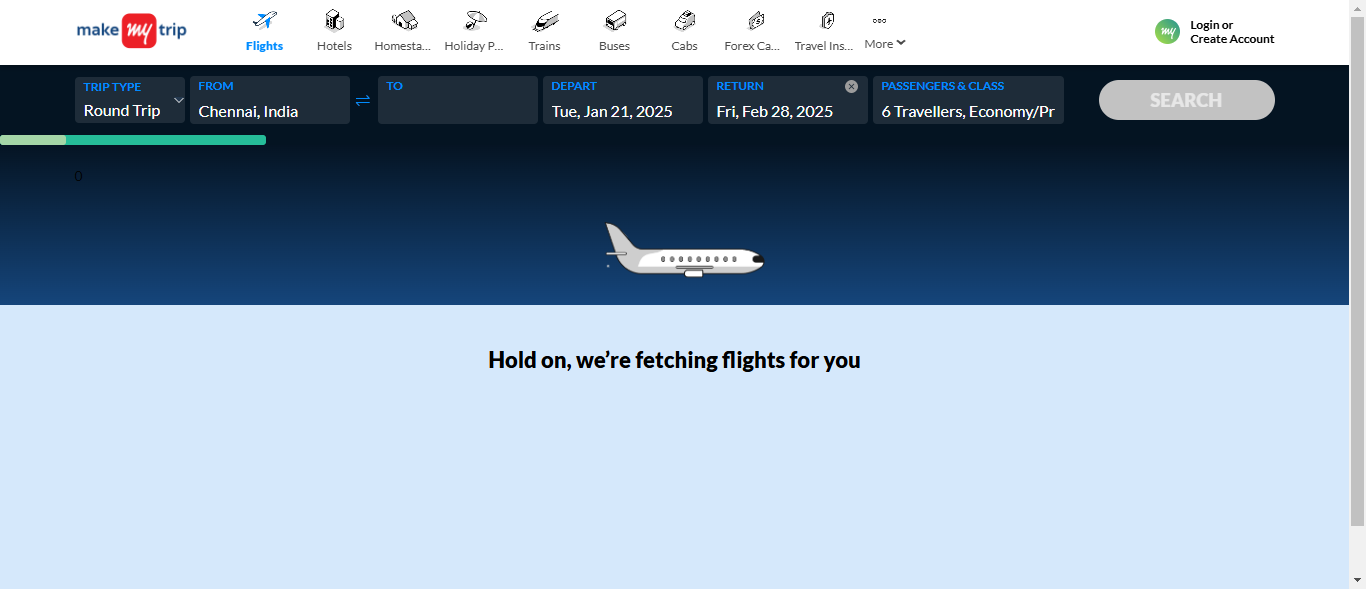 make my trip
Flights
Hotels
Homesta...
Holiday P...
Trains
Buses
Cabs
Forex Ca...
Travel Ins...
More
my
Login or
Create Account
TRIP TYPE
Round Trip
FROM
Chennai, India
TO
DEPART
Tue, Jan 21, 2025
RETURN
Fri, Feb 28, 2025
PASSENGERS & CLASS
6 Travellers, Economy/Pr
SEARCH
0
Hold on, we’re fetching flights for you